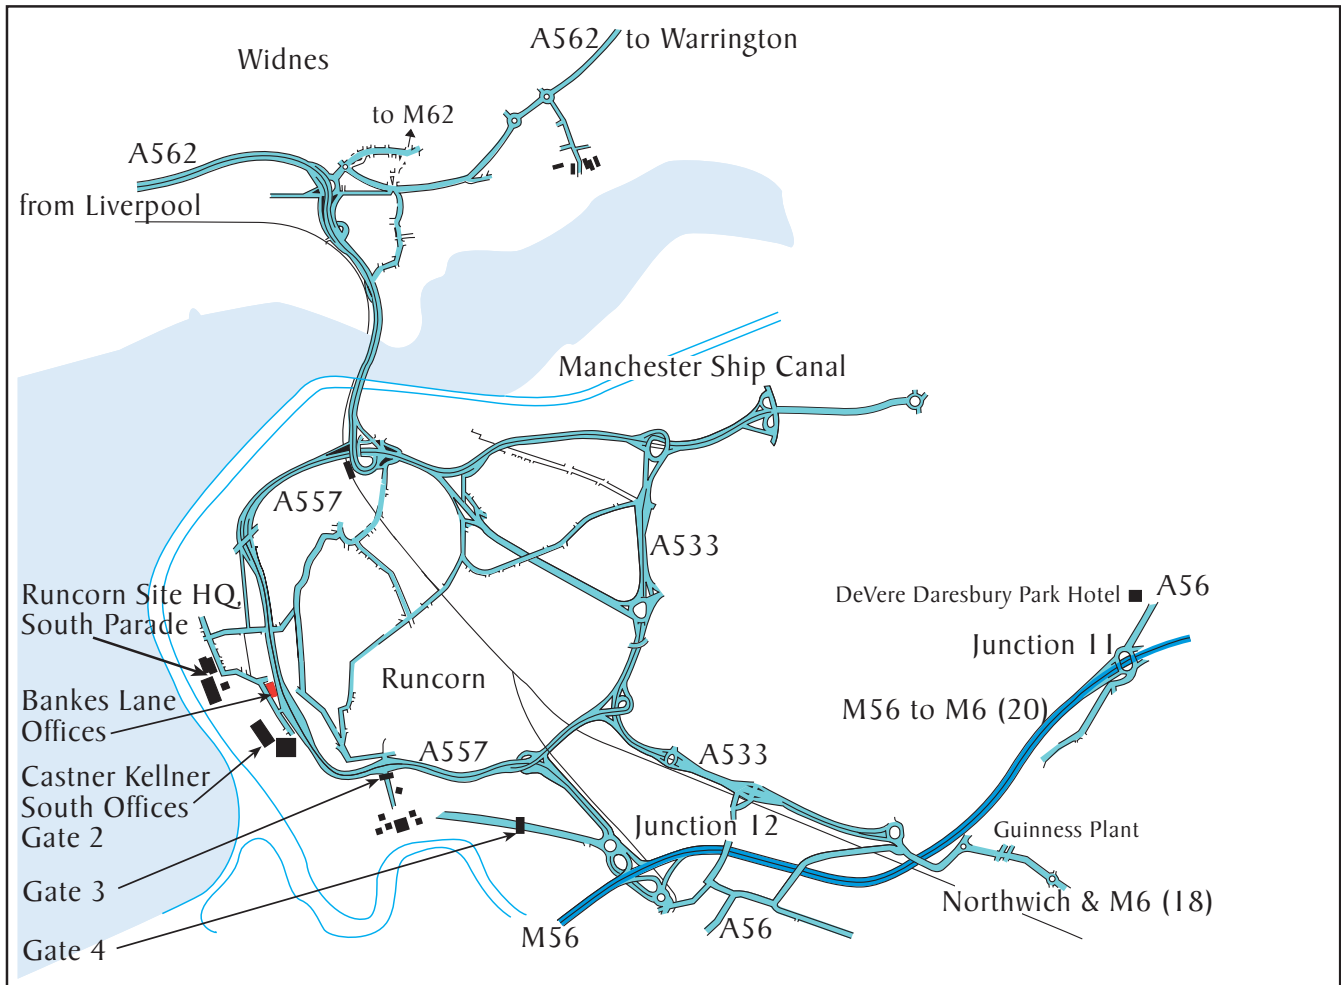 A562 to Warrington
Widnes
to M62
A562
from Liverpool
Manchester Ship Canal
A557
A533
Runcorn Site HQ,
South Parade
DeVere Daresbury Park Hotel
A56
Junction 11
Runcorn
Bankes Lane
Offices
M56 to M6 (20)
A557
A533
Castner Kellner
South Offices
Gate 2
Junction 12
Guinness Plant
Gate 3
Northwich & M6 (18)
Gate 4
M56
A56